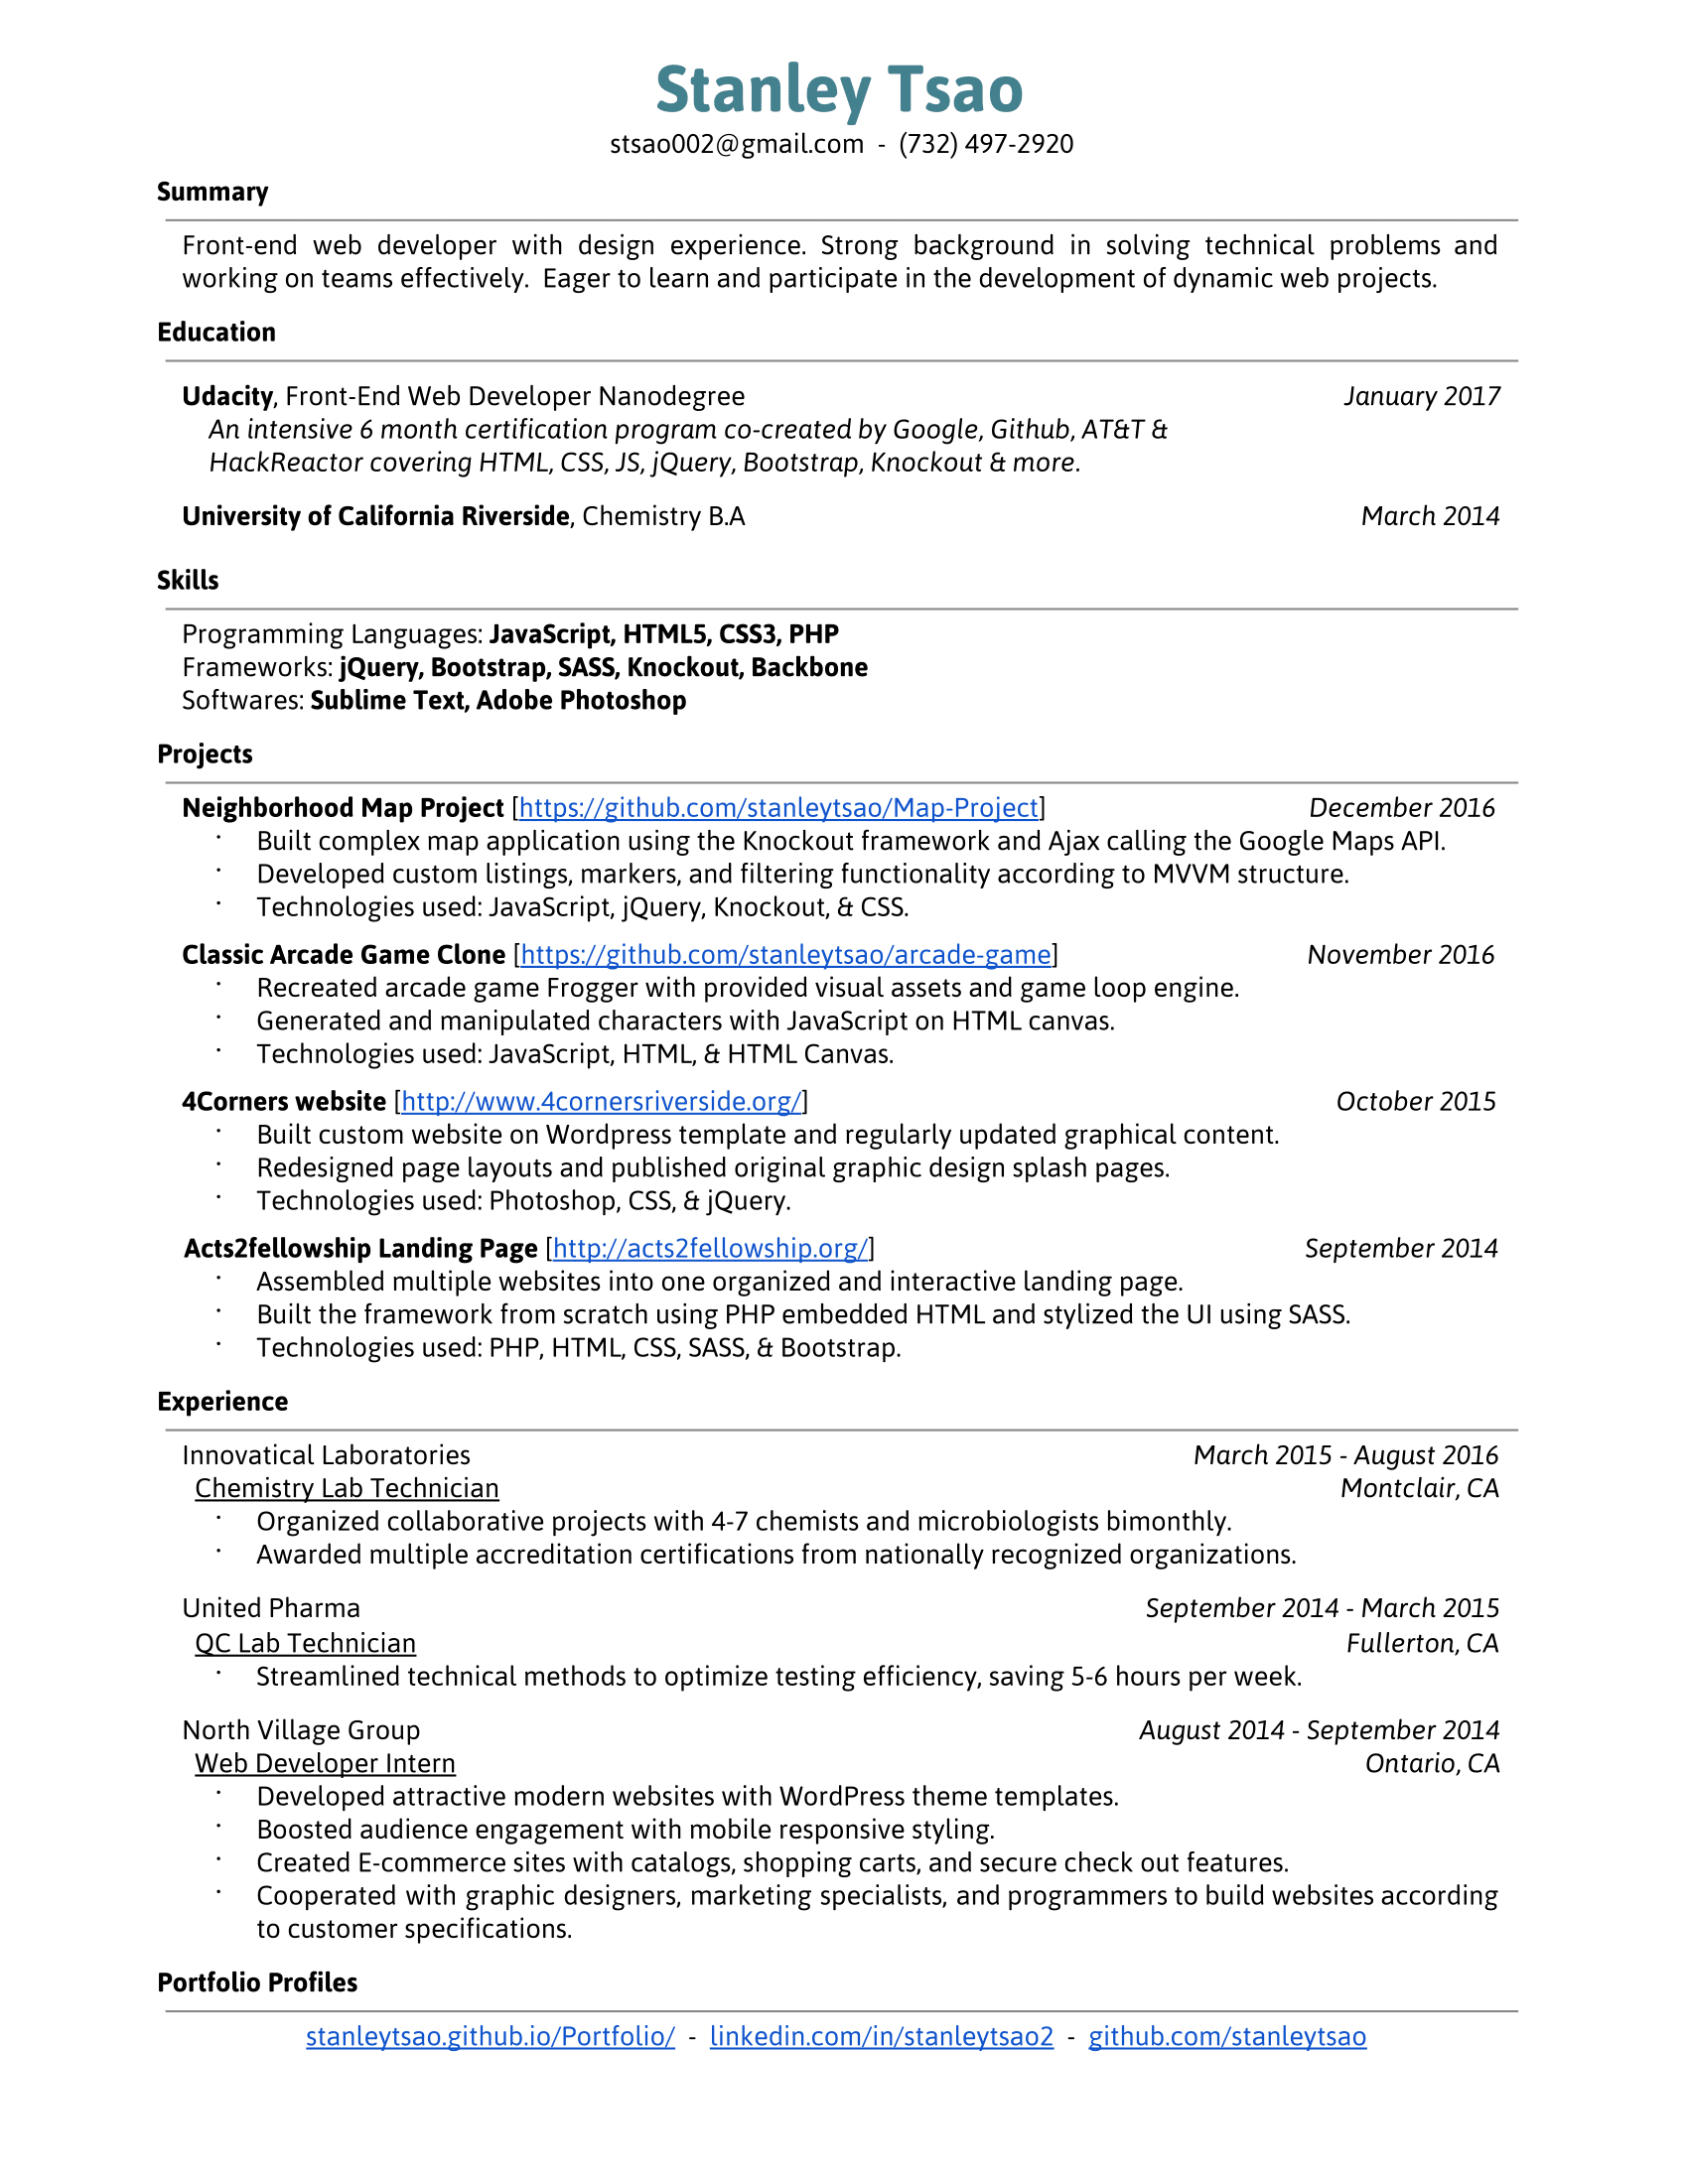 Stanley Tsao
stsao002@gmail.com - (732) 497-2920
Summary
Front-end web developer with design experience. Strong background in solving technical problems and
working on teams effectively. Eager to learn and participate in the development of dynamic web projects.
Education
Udacity, Front-End Web Developer Nanodegree January 2017
An intensive 6 month certification program co-created by Google, Github, AT&T &
HackReactor covering HTML, CSS, JS, jQuery, Bootstrap, Knockout & more.
University of California Riverside, Chemistry B.A March 2014
Skills
Programming Languages: JavaScript, HTML5, CSS3, PHP
Frameworks: jQuery, Bootstrap, SASS, Knockout, Backbone
Softwares: Sublime Text, Adobe Photoshop
Projects
Neighborhood Map Project [https://github.com/stanleytsao/Map-Project] December 2016
· Built complex map application using the Knockout framework and Ajax calling the Google Maps API.
· Developed custom listings, markers, and filtering functionality according to MVVM structure.
· Technologies used: JavaScript, jQuery, Knockout, & CSS.
Classic Arcade Game Clone [https://github.com/stanleytsao/arcade-game] November 2016
· Recreated arcade game Frogger with provided visual assets and game loop engine.
· Generated and manipulated characters with JavaScript on HTML canvas.
· Technologies used: JavaScript, HTML, & HTML Canvas.
4Corners website [http://www.4cornersriverside.org/] October 2015
· Built custom website on Wordpress template and regularly updated graphical content.
· Redesigned page layouts and published original graphic design splash pages.
· Technologies used: Photoshop, CSS, & jQuery.
Acts2fellowship Landing Page [http://acts2fellowship.org/] September 2014
· Assembled multiple websites into one organized and interactive landing page.
· Built the framework from scratch using PHP embedded HTML and stylized the UI using SASS.
· Technologies used: PHP, HTML, CSS, SASS, & Bootstrap.
Experience
Innovatical Laboratories March 2015 - August 2016
Chemistry Lab Technician Montclair, CA
· Organized collaborative projects with 4-7 chemists and microbiologists bimonthly.
· Awarded multiple accreditation certifications from nationally recognized organizations.
United Pharma September 2014 - March 2015
QC Lab Technician Fullerton, CA
· Streamlined technical methods to optimize testing efficiency, saving 5-6 hours per week.
North Village Group August 2014 - September 2014
Web Developer Intern Ontario, CA
· Developed attractive modern websites with WordPress theme templates.
· Boosted audience engagement with mobile responsive styling.
· Created E-commerce sites with catalogs, shopping carts, and secure check out features.
· Cooperated with graphic designers, marketing specialists, and programmers to build websites according
to customer specifications.
Portfolio Profiles
stanleytsao.github.io/Portfolio/ - linkedin.com/in/stanleytsao2 - github.com/stanleytsao